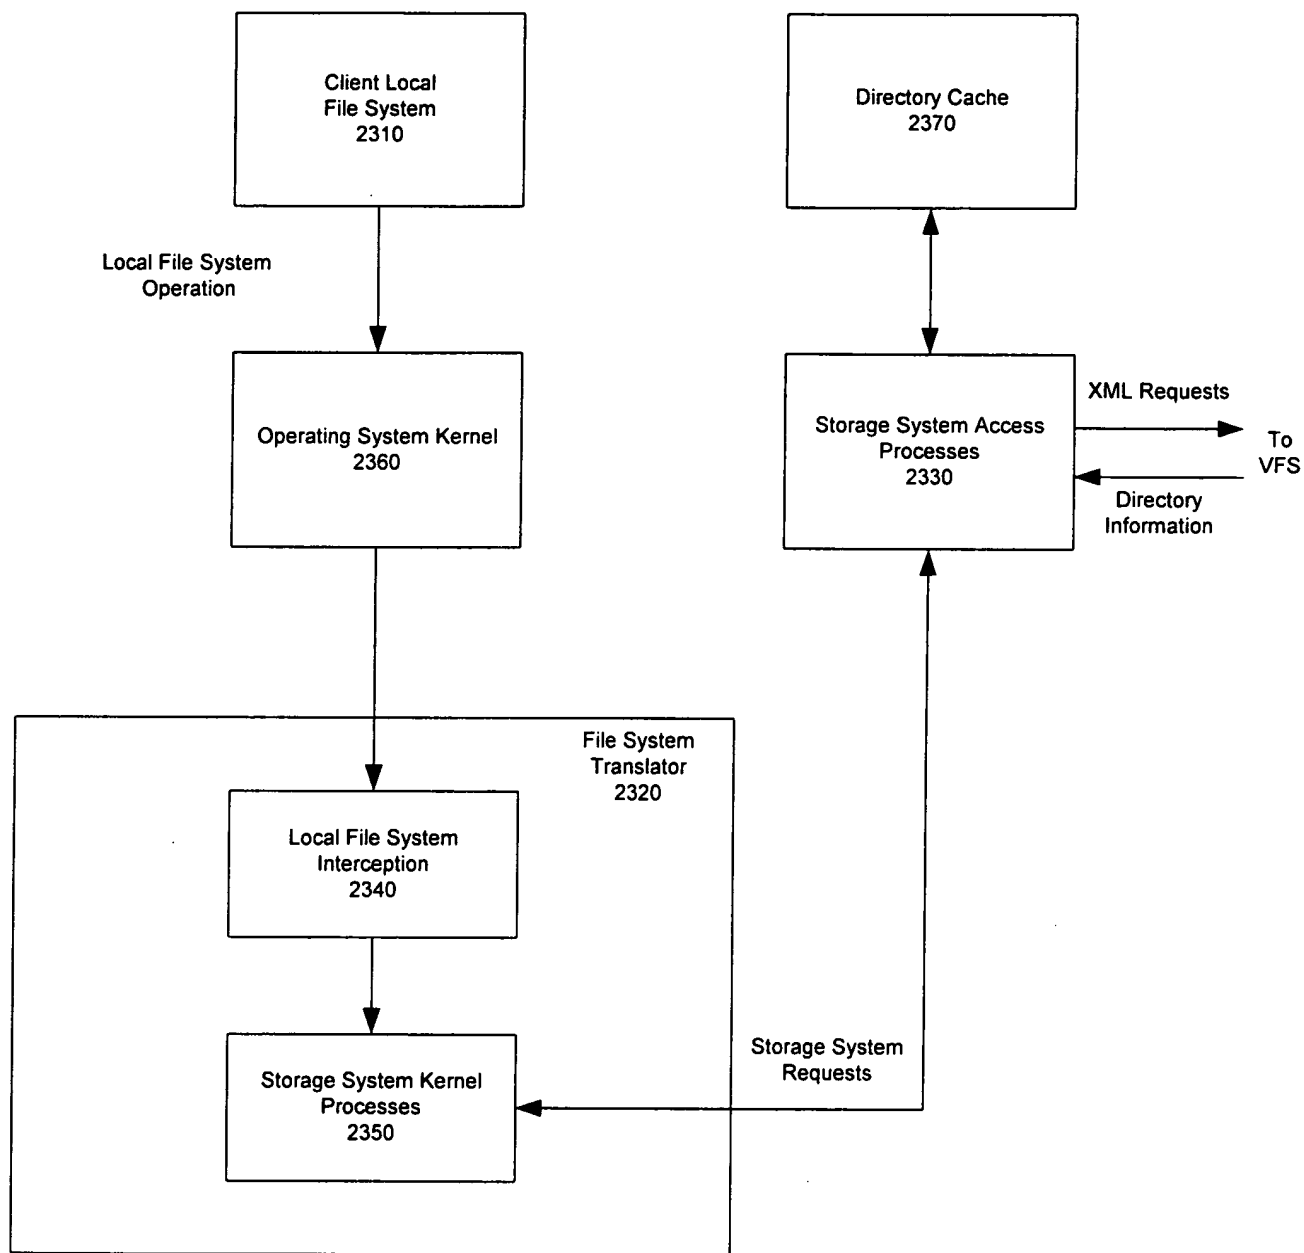 Client Local
File System
2310
Directory Cache
2370
Local File System
Operation
Operating System Kernel
2360
Storage System Access
Processes
2330
XML Requests
To
VFS
Directory
Information
File System
Translator
2320
Local File System
Interception
2340
Storage System Kernel
Processes
2350
Storage System
Requests